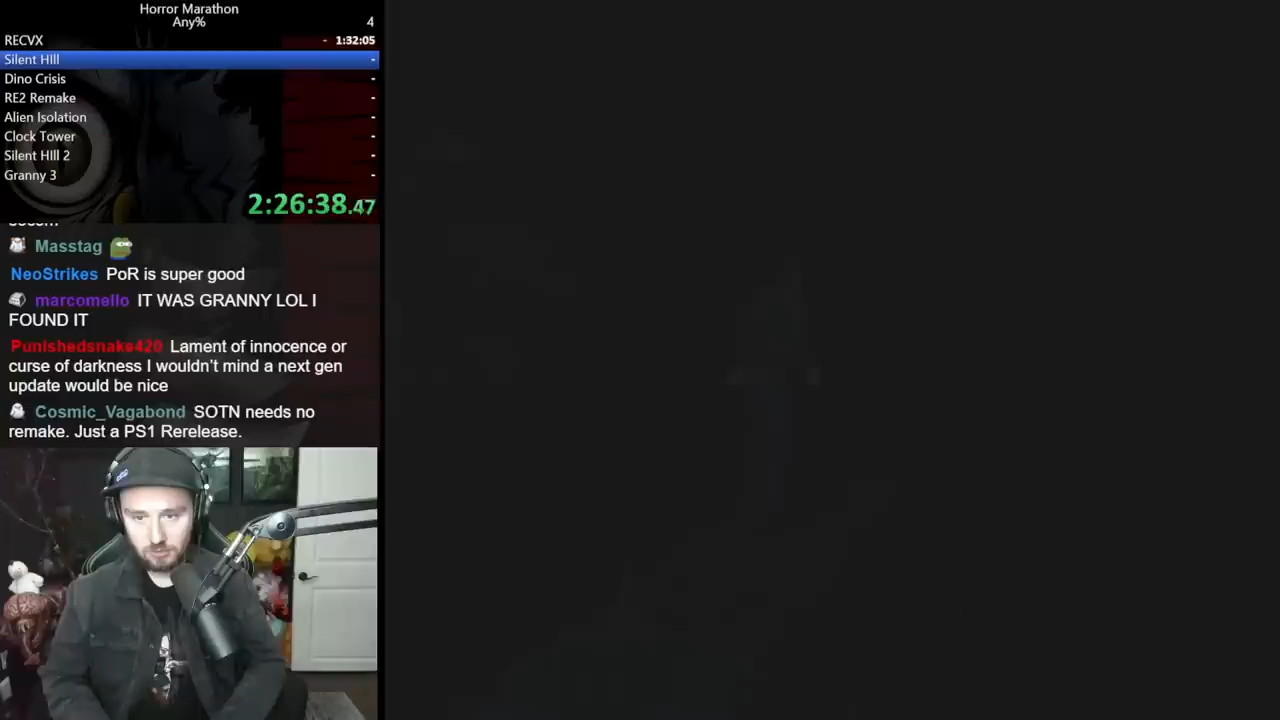 Horror Marathon
Any%
4
RECVX - 1:32:05
Silent HIll -
Dino Crisis -
RE2 Remake -
Alien Isolation -
Clock Tower -
Silent HIll 2 -
Granny 3 -
2:26:38.47
Masstag
NeoStrikes PoR is super good
marcomello IT WAS GRANNY LOL I
FOUND IT
Punishedsnake420 Lament of innocence or
curse of darkness I wouldn't mind a next gen
update would be nice
Cosmic_Vagabond SOTN needs no
remake. Just a PS1 Rerelease.